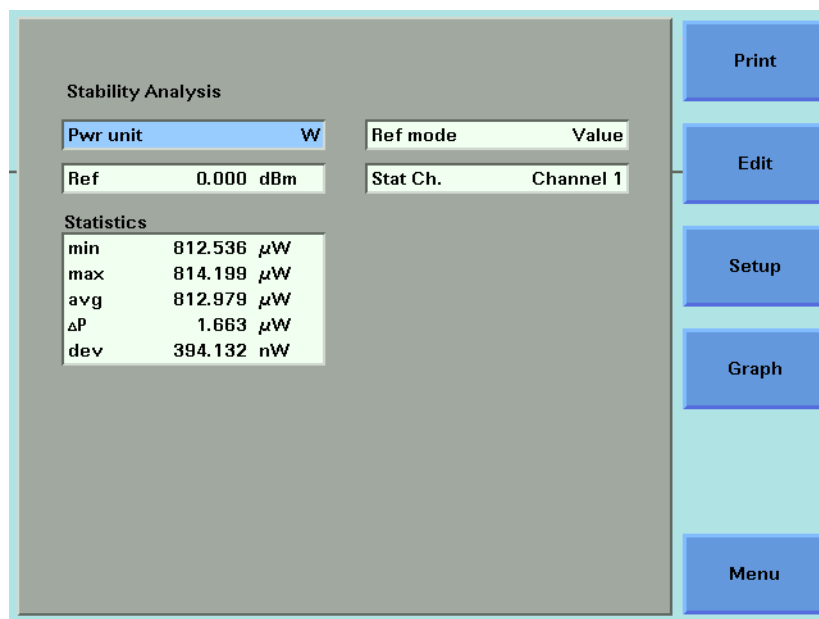 Stability Analysis
Pwr unit W
Ref mode Value
Ref 0.000 dBm
Stat Ch. Channel 1
Statistics
min 812.536 μW
max 814.199 μW
avg 812.979 μW
△P 1.663 μW
dev 394.132 nW
Print
Edit
Setup
Graph
Menu